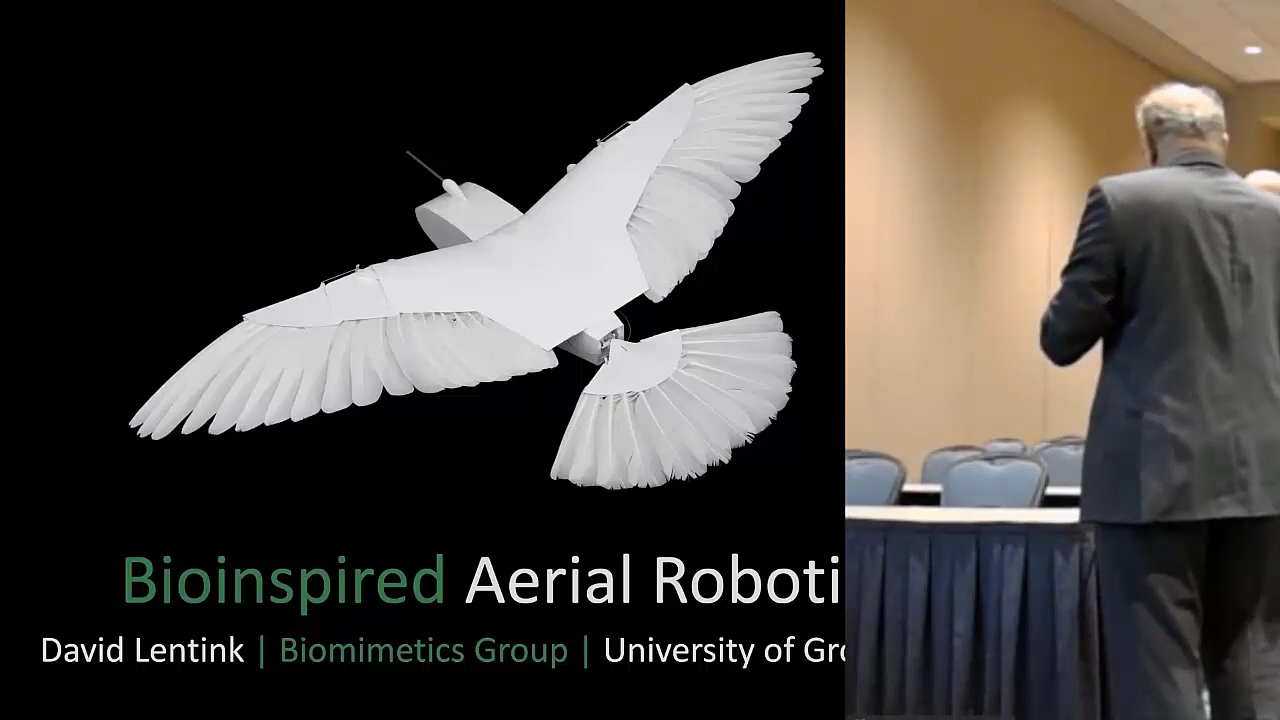 Bioinspired Aerial Roboti
David Lentink | Biomimetics Group | University of Gro